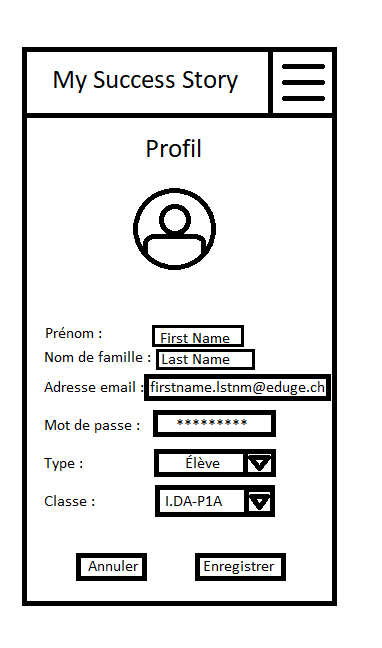 My Success Story
Profil
Prénom : First Name
Nom de famille : Last Name
Adresse email : firstname.lstnm@eduge.ch
Mot de passe : *********
Type : Élève
Classe : I.DA-P1A
Annuler Enregistrer